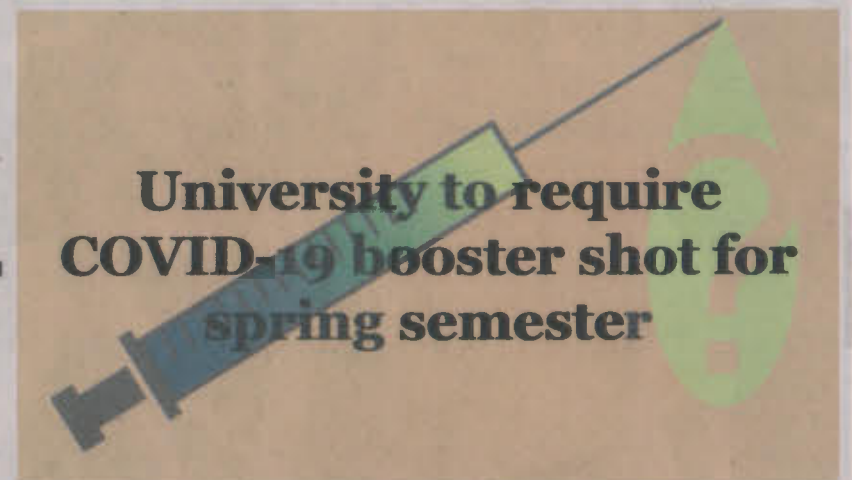 University to require
COVID-19 booster shot for
spring semester